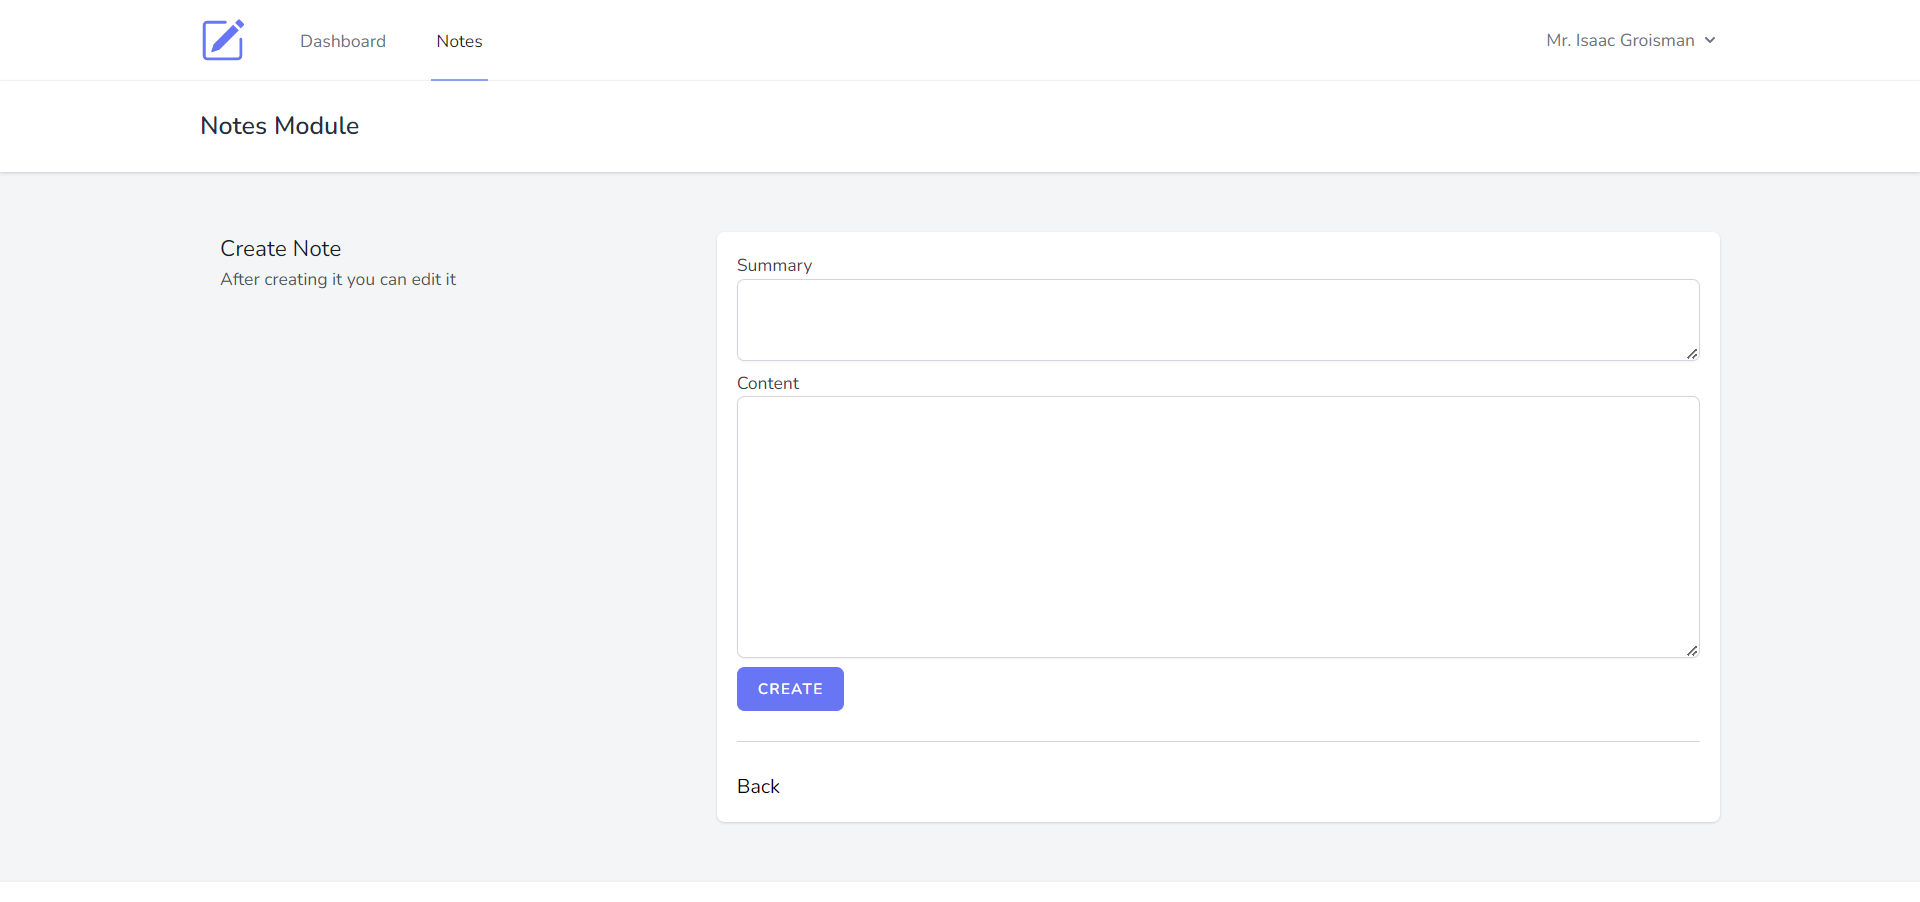 Dashboard
Notes
Mr. Isaac Groisman
Notes Module
Create Note
After creating it you can edit it
Summary
Content
CREATE
Back